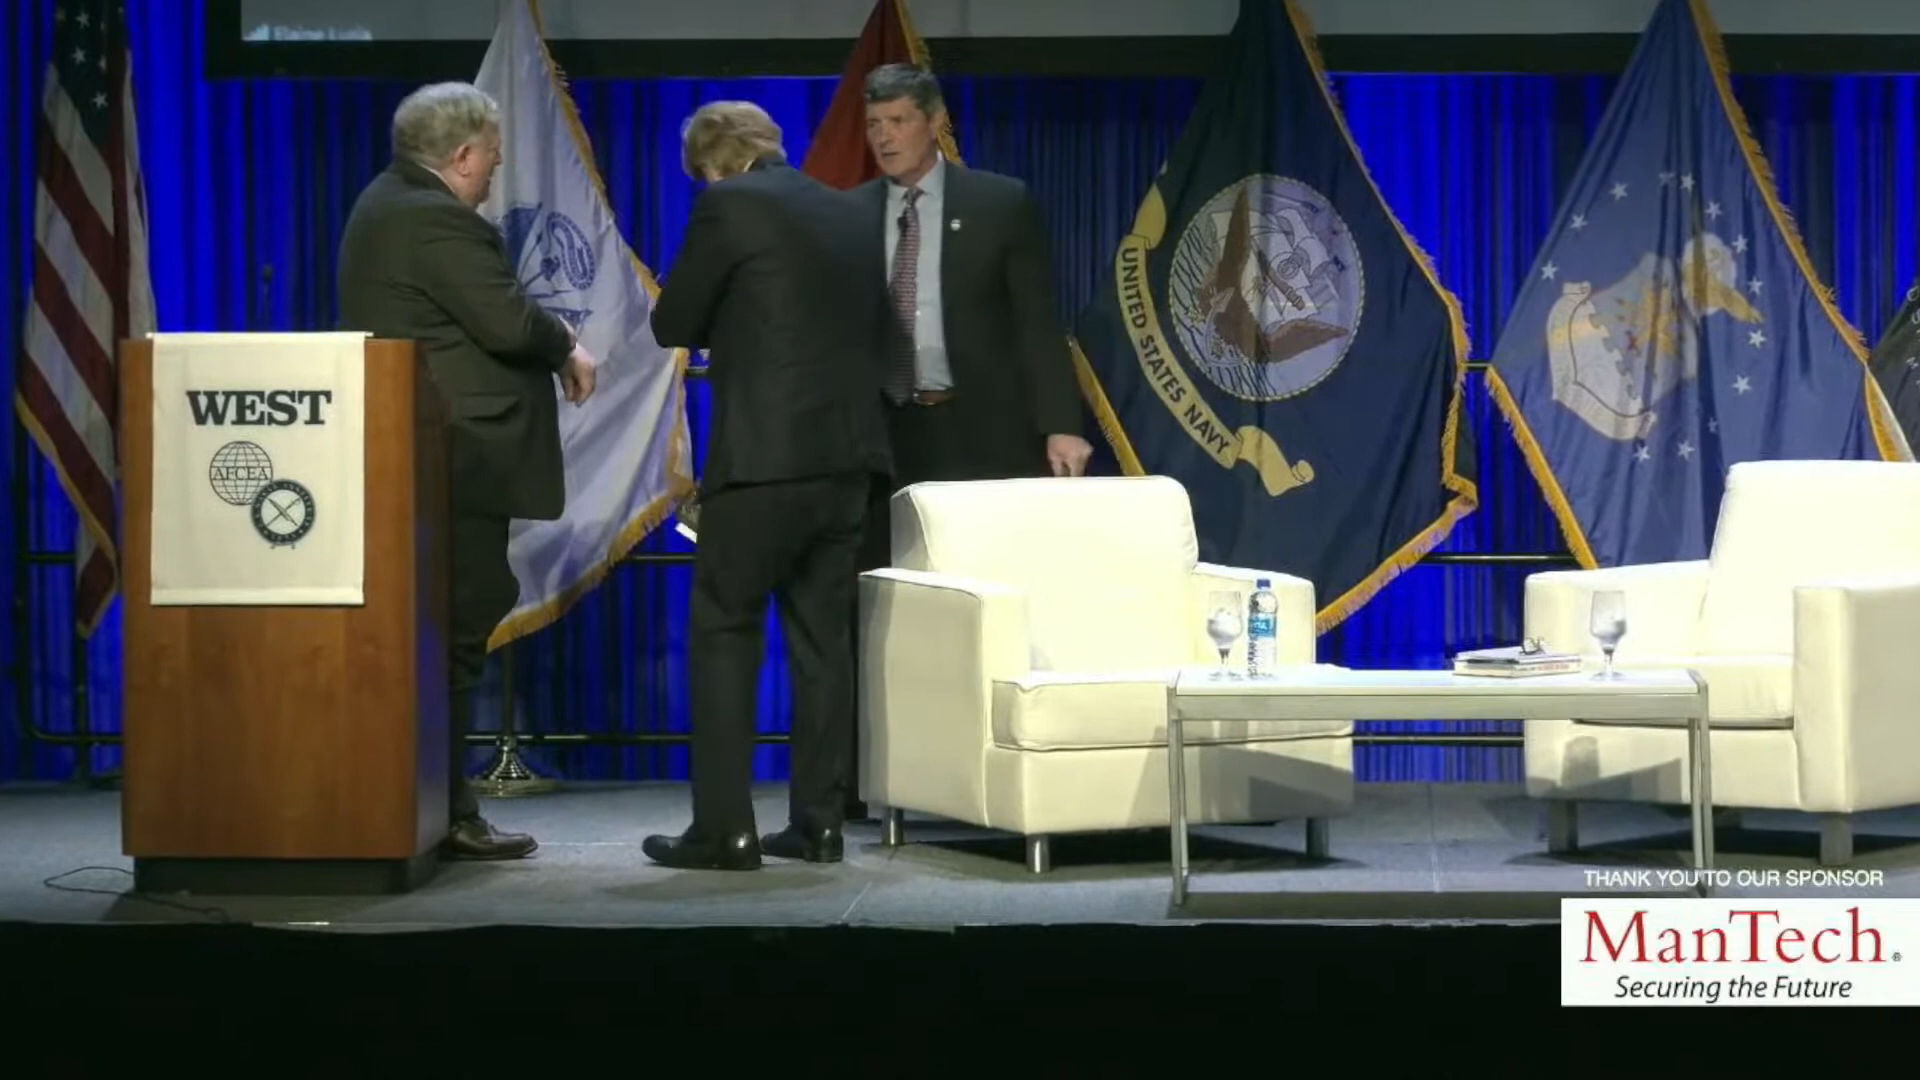 WEST
AFCEA
UNITED STATES NAVY
THANK YOU TO OUR SPONSOR
ManTech®
Securing the Future